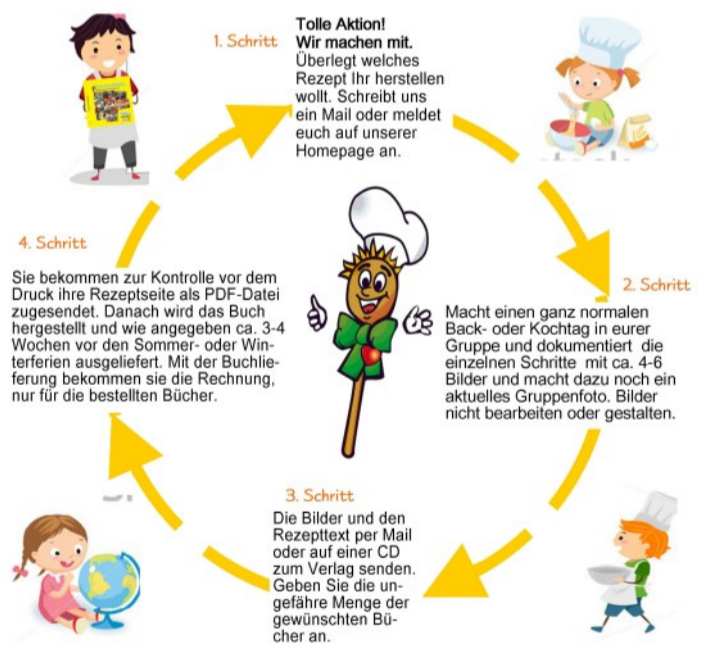 1. Schritt
Tolle Aktion!
Wir machen mit.
Überlegt welches
Rezept Ihr herstellen
wollt. Schreibt uns
ein Mail oder meldet
euch auf unserer
Homepage an.
2. Schritt
Macht einen ganz normalen
Back- oder Kochtag in eurer
Gruppe und dokumentiert die
einzelnen Schritte mit ca. 4-6
Bilder und macht dazu noch ein
aktuelles Gruppenfoto. Bilder
nicht bearbeiten oder gestalten.
3. Schritt
Die Bilder und den
Rezepttext per Mail
oder auf einer CD
zum Verlag senden.
Geben Sie die un-
gefähre Menge der
gewünschten Bü-
cher an.
4. Schritt
Sie bekommen zur Kontrolle vor dem
Druck ihre Rezeptseite als PDF-Datei
zugesendet. Danach wird das Buch
hergestellt und wie angegeben ca. 3-4
Wochen vor den Sommer- oder Win-
terferien ausgeliefert. Mit der Buchlie-
ferung bekommen sie die Rechnung,
nur für die bestellten Bücher.